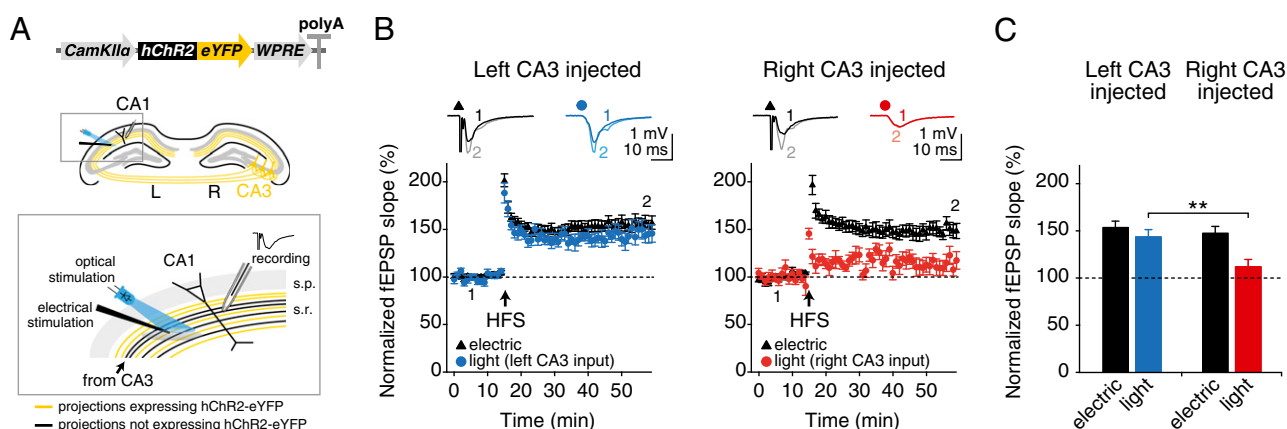 A
polyA
CamKIIα hChR2 eYFP WPRE
CA1
L R CA3
recording
CA1
optical
stimulation
s.p.
s.r.
electrical
stimulation
from CA3
projections expressing hChR2-eYFP
projections not expressing hChR2-eYFP
B
Left CA3 injected
1 1
2 2
1 mV
10 ms
Normalized fEPSP slope (%)
200
150
100
50
0
2
1
HFS
electric
light (left CA3 input)
0 10 20 30 40 50
Time (min)
Right CA3 injected
1 1
2 2
1 mV
10 ms
Normalized fEPSP slope (%)
200
150
100
50
0
2
1
HFS
electric
light (right CA3 input)
0 10 20 30 40 50
Time (min)
C
Left CA3
injected
Right CA3
injected
Normalized fEPSP slope (%)
200
150
100
50
0
**
electric
light
electric
light